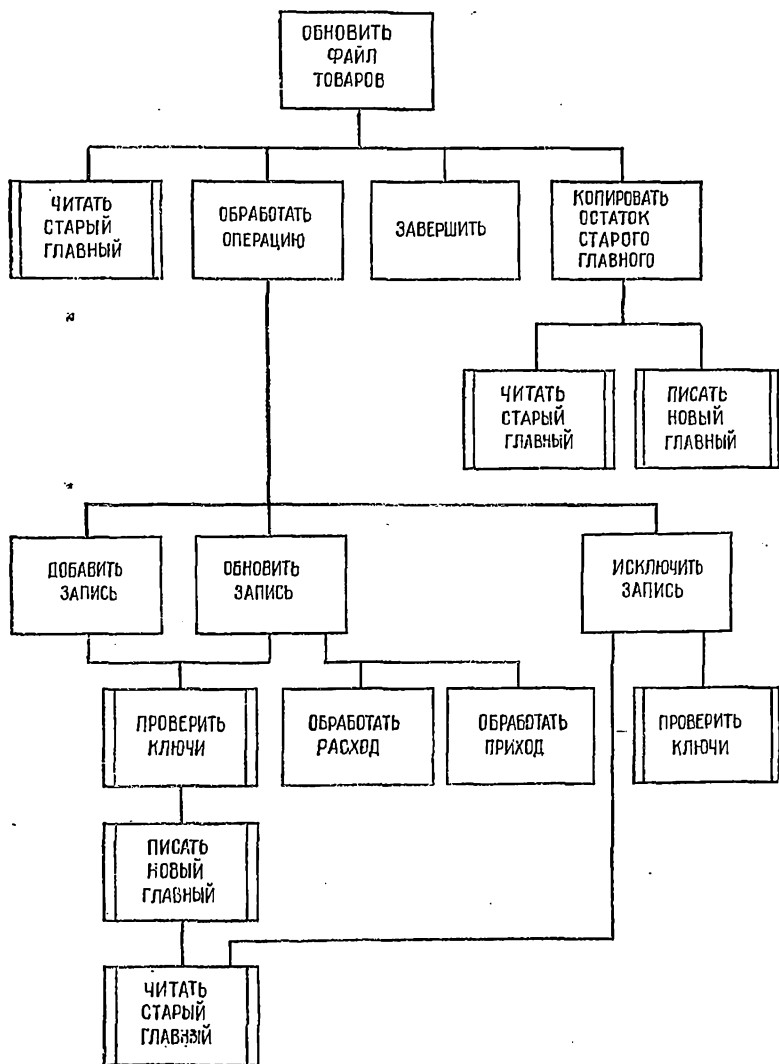 ОБНОВИТЬ
ФАЙЛ
ТОВАРОВ
ЧИТАТЬ
СТАРЫЙ
ГЛАВНЫЙ
ОБРАБОТАТЬ
ОПЕРАЦИЮ
ЗАВЕРШИТЬ
КОПИРОВАТЬ
ОСТАТОК
СТАРОГО
ГЛАВНОГО
ЧИТАТЬ
СТАРЫЙ
ГЛАВНЫЙ
ПИСАТЬ
НОВЫЙ
ГЛАВНЫЙ
ДОБАВИТЬ
ЗАПИСЬ
ОБНОВИТЬ
ЗАПИСЬ
ИСКЛЮЧИТЬ
ЗАПИСЬ
ПРОВЕРИТЬ
КЛЮЧИ
ОБРАБОТАТЬ
РАСХОД
ОБРАБОТАТЬ
ПРИХОД
ПРОВЕРИТЬ
КЛЮЧИ
ПИСАТЬ
НОВЫЙ
ГЛАВНЫЙ
ЧИТАТЬ
СТАРЫЙ
ГЛАВНЫЙ